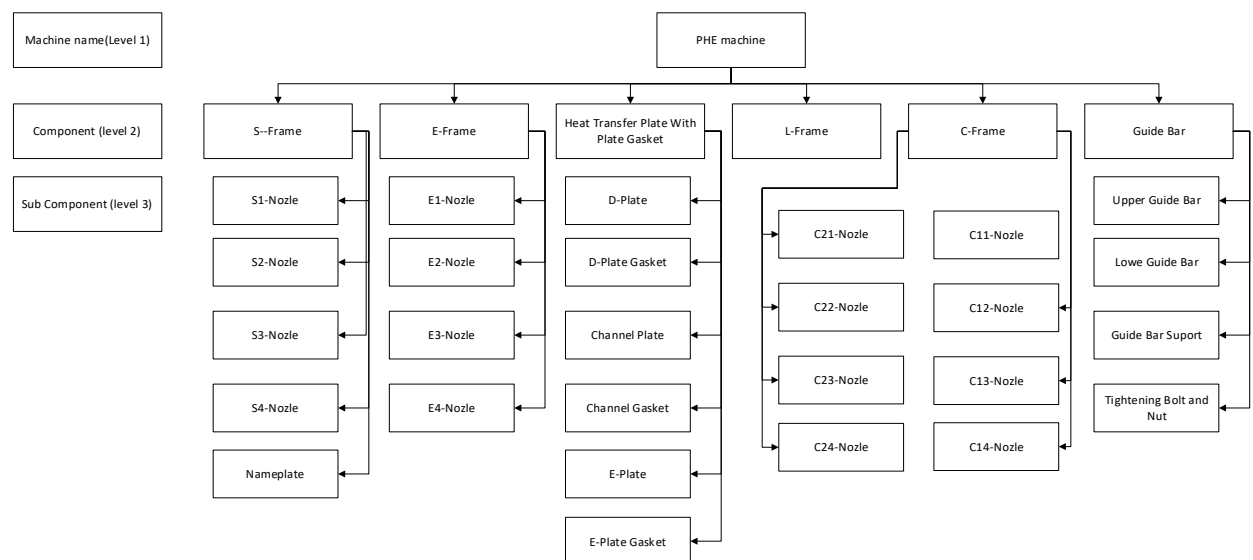 Machine name(Level 1)
PHE machine
Component (level 2)
S--Frame
E-Frame
Heat Transfer Plate With
Plate Gasket
L-Frame
C-Frame
Guide Bar
Sub Component (level 3)
S1-Nozle
E1-Nozle
D-Plate
Upper Guide Bar
C21-Nozle
C11-Nozle
S2-Nozle
E2-Nozle
D-Plate Gasket
Lowe Guide Bar
C22-Nozle
C12-Nozle
S3-Nozle
E3-Nozle
Channel Plate
Guide Bar Suport
C23-Nozle
C13-Nozle
S4-Nozle
E4-Nozle
Channel Gasket
Tightening Bolt and
Nut
C24-Nozle
C14-Nozle
Nameplate
E-Plate
E-Plate Gasket